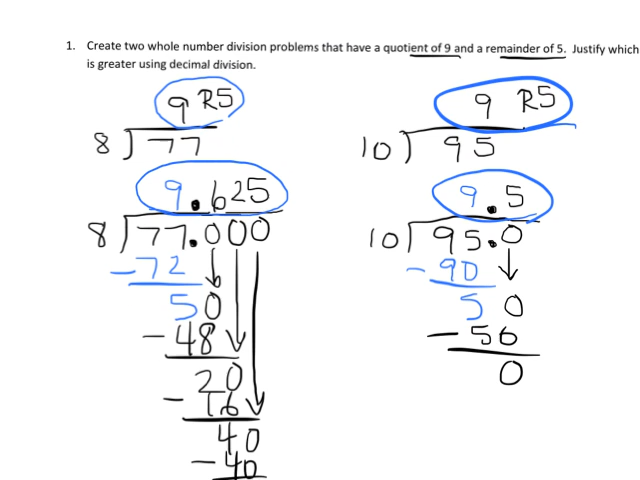 1. Create two whole number division problems that have a quotient of 9 and a remainder of 5. Justify which
is greater using decimal division.
9 R5
8 ) 77
9.625
8 ) 77.000
-72
50
-48
20
-16
40
-40
9 R5
10 ) 95
9.5
10 ) 95.0
-90
50
-50
0